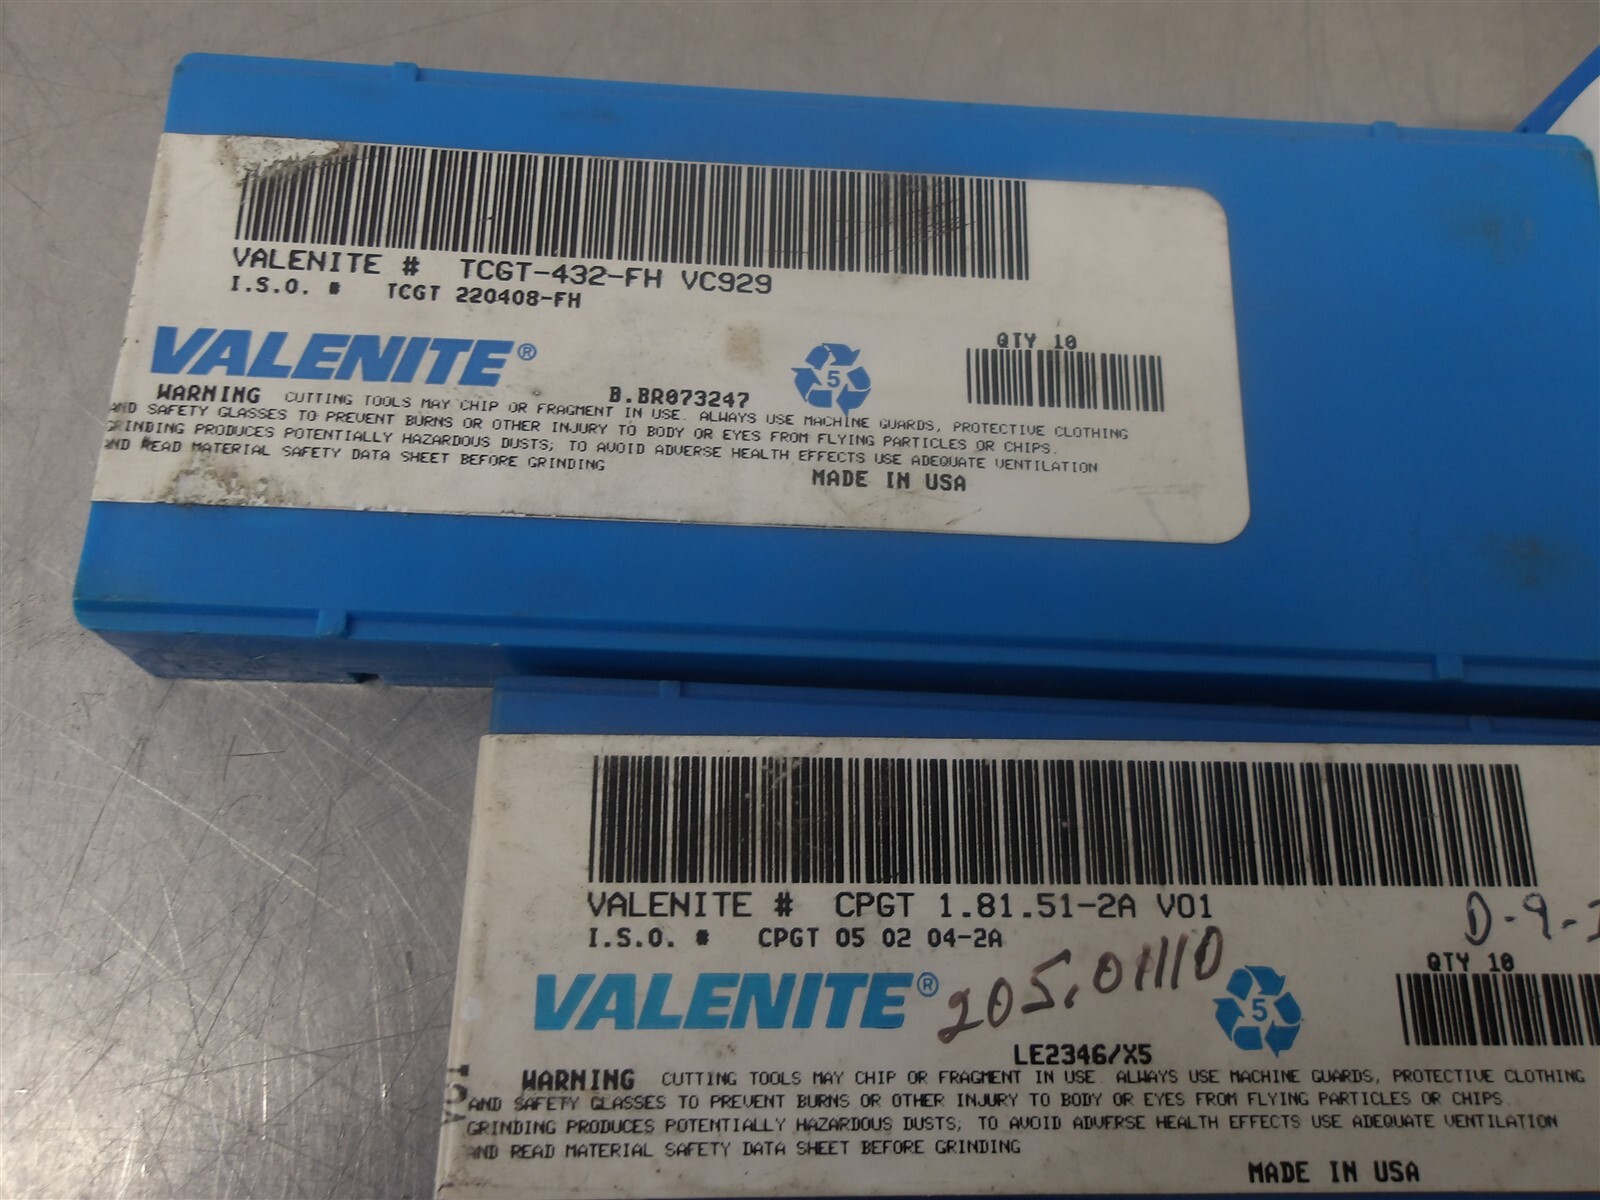 VALENITE # TCGT-432-FH VC929
I.S.O. # TCGT 220408-FH
VALENITE®
5
QTY 10
B.BR073247
WARNING CUTTING TOOLS MAY CHIP OR FRAGMENT IN USE. ALWAYS USE MACHINE GUARDS, PROTECTIVE CLOTHING
AND SAFETY GLASSES TO PREVENT BURNS OR OTHER INJURY TO BODY OR EYES FROM FLYING PARTICLES OR CHIPS.
GRINDING PRODUCES POTENTIALLY HAZARDOUS DUSTS; TO AVOID ADVERSE HEALTH EFFECTS USE ADEQUATE VENTILATION
AND READ MATERIAL SAFETY DATA SHEET BEFORE GRINDING
MADE IN USA
VALENITE # CPGT 1.81.51-2A V01
I.S.O. # CPGT 05 02 04-2A
D-9-
QTY 10
VALENITE®
205.01110
5
LE2346/X5
WARNING CUTTING TOOLS MAY CHIP OR FRAGMENT IN USE. ALWAYS USE MACHINE GUARDS, PROTECTIVE CLOTHING
AND SAFETY GLASSES TO PREVENT BURNS OR OTHER INJURY TO BODY OR EYES FROM FLYING PARTICLES OR CHIPS.
GRINDING PRODUCES POTENTIALLY HAZARDOUS DUSTS; TO AVOID ADVERSE HEALTH EFFECTS USE ADEQUATE VENTILATION
AND READ MATERIAL SAFETY DATA SHEET BEFORE GRINDING
MADE IN USA